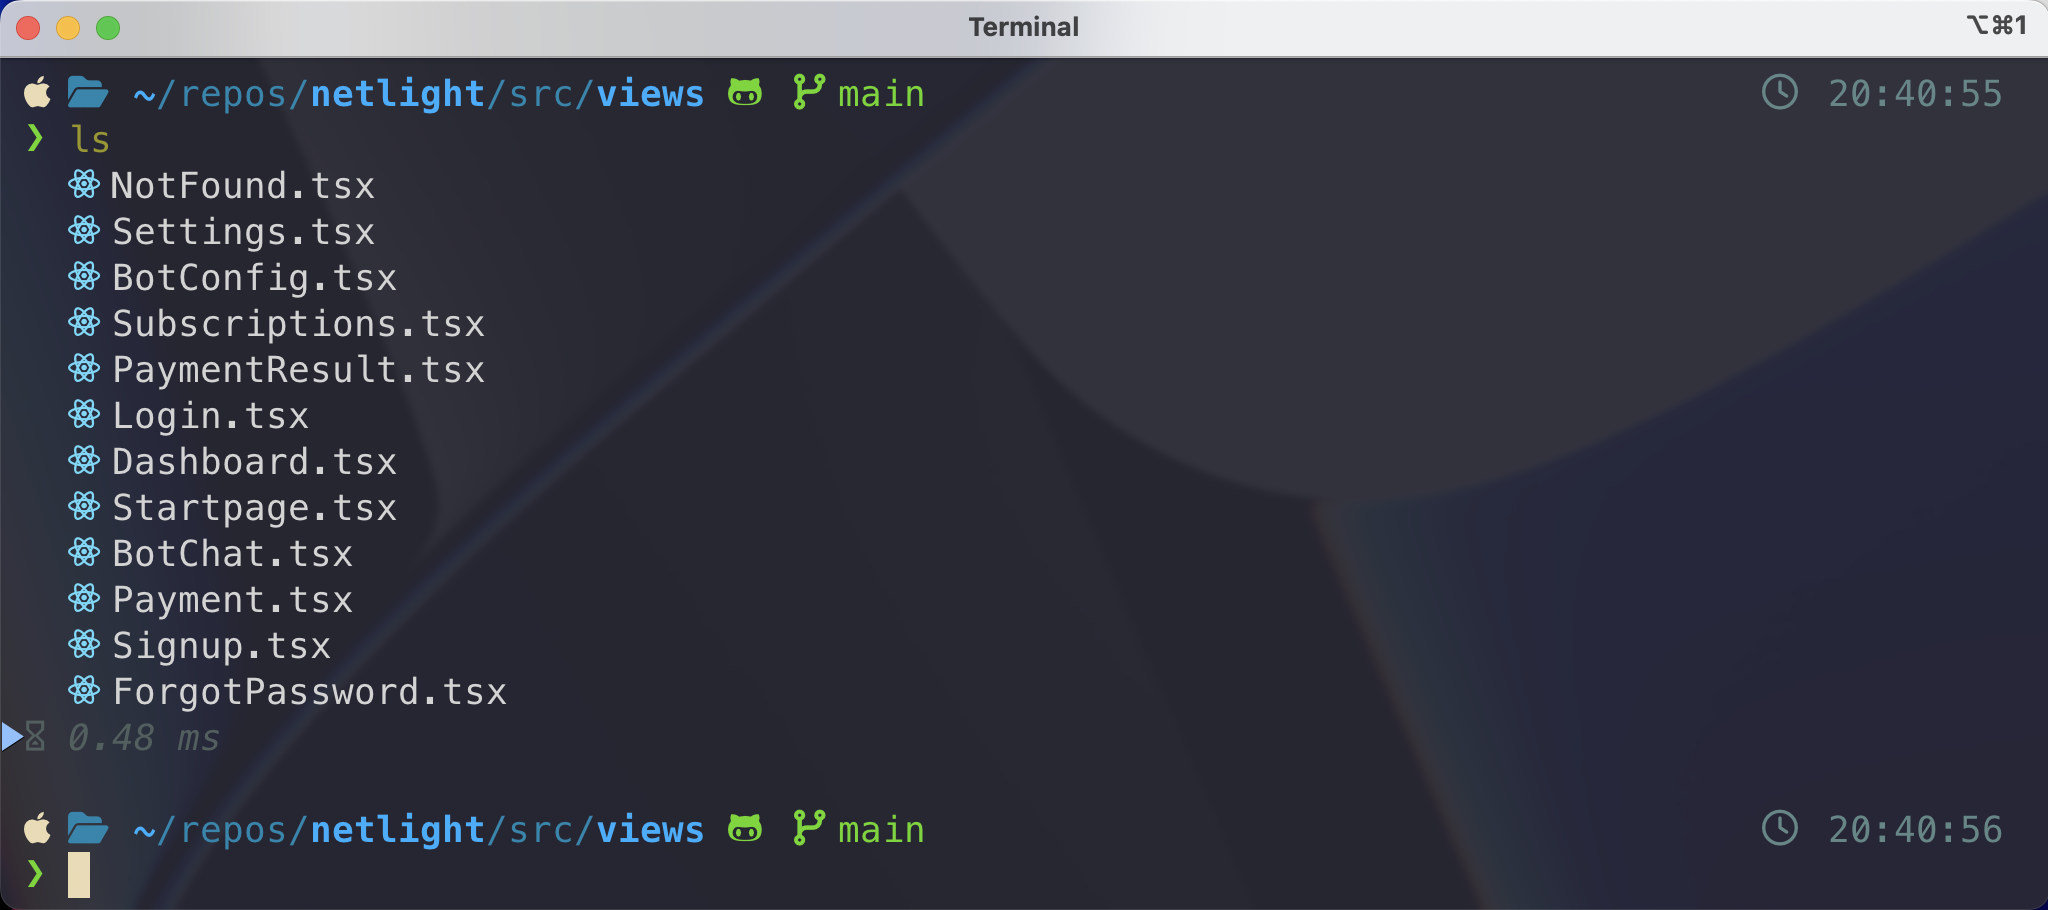 Terminal
⌥⌘1
~/repos/netlight/src/views main 20:40:55
❯ ls
NotFound.tsx
Settings.tsx
BotConfig.tsx
Subscriptions.tsx
PaymentResult.tsx
Login.tsx
Dashboard.tsx
Startpage.tsx
BotChat.tsx
Payment.tsx
Signup.tsx
ForgotPassword.tsx
0.48 ms
~/repos/netlight/src/views main 20:40:56
❯